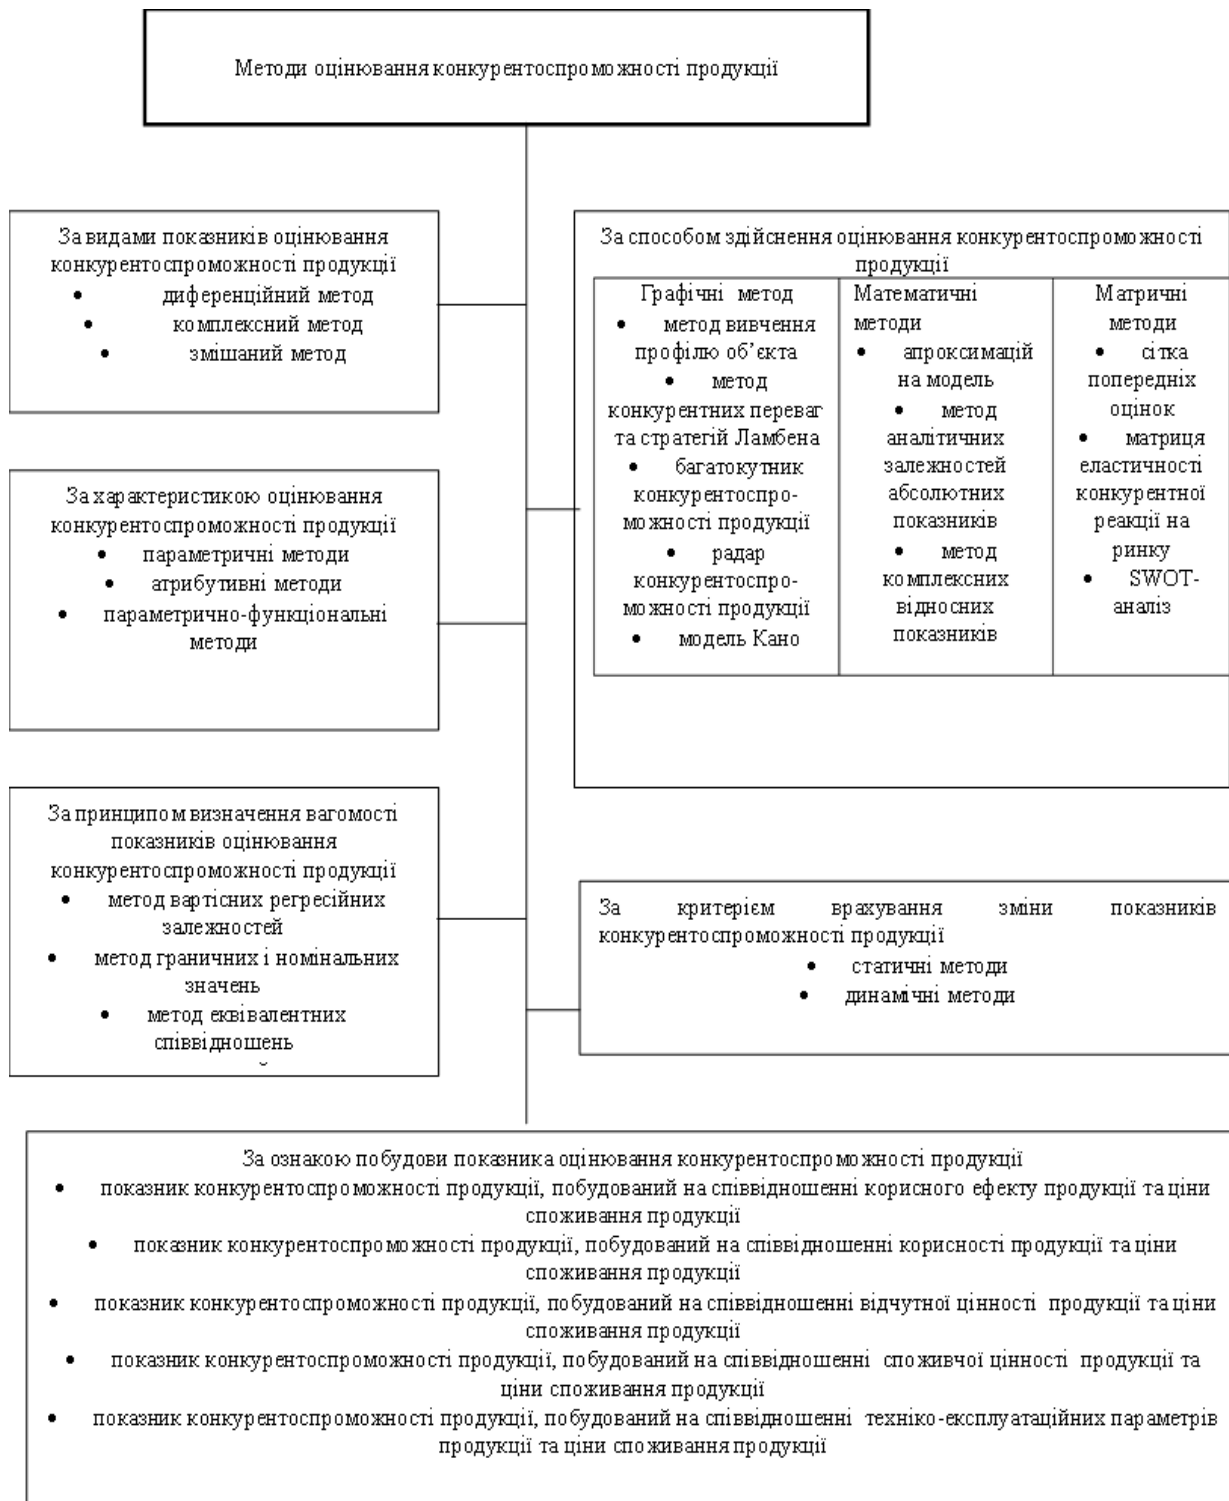 Методи оцінювання конкурентоспроможності продукції
За видами показників оцінювання
конкурентоспроможності продукції
• диференційний метод
• комплексний метод
• змішаний метод
За характеристикою оцінювання
конкурентоспроможності продукції
• параметричні методи
• атрибутивні методи
• параметрично-функціональні
методи
За принципом визначення вагомості
показників оцінювання
конкурентоспроможності продукції
• метод вартісних регресійних
залежностей
• метод граничних і номінальних
значень
• метод еквівалентних
співвідношень
За способом здійснення оцінювання конкурентоспроможності
продукції
Графічні метод
• метод вивчення
профілю об’єкта
• метод
конкурентних переваг
та стратегій Ламбена
• багатокутник
конкурентоспро-
можності продукції
• радар
конкурентоспро-
можності продукції
• модель Кано
Математичні
методи
• апроксимацій
на модель
• метод
аналітичних
залежностей
абсолютних
показників
• метод
комплексних
відносних
показників
Матричні
методи
• сітка
попередніх
оцінок
• матриця
еластичності
конкурентної
реакції на
ринку
• SWOT-
аналіз
За критерієм врахування зміни показників
конкурентоспроможності продукції
• статичні методи
• динамічні методи
За ознакою побудови показника оцінювання конкурентоспроможності продукції
• показник конкурентоспроможності продукції, побудований на співвідношенні корисного ефекту продукції та ціни
споживання продукції
• показник конкурентоспроможності продукції, побудований на співвідношенні корисності продукції та ціни
споживання продукції
• показник конкурентоспроможності продукції, побудований на співвідношенні відчутної цінності продукції та ціни
споживання продукції
• показник конкурентоспроможності продукції, побудований на співвідношенні споживчої цінності продукції та
ціни споживання продукції
• показник конкурентоспроможності продукції, побудований на співвідношенні техніко-експлуатаційних параметрів
продукції та ціни споживання продукції